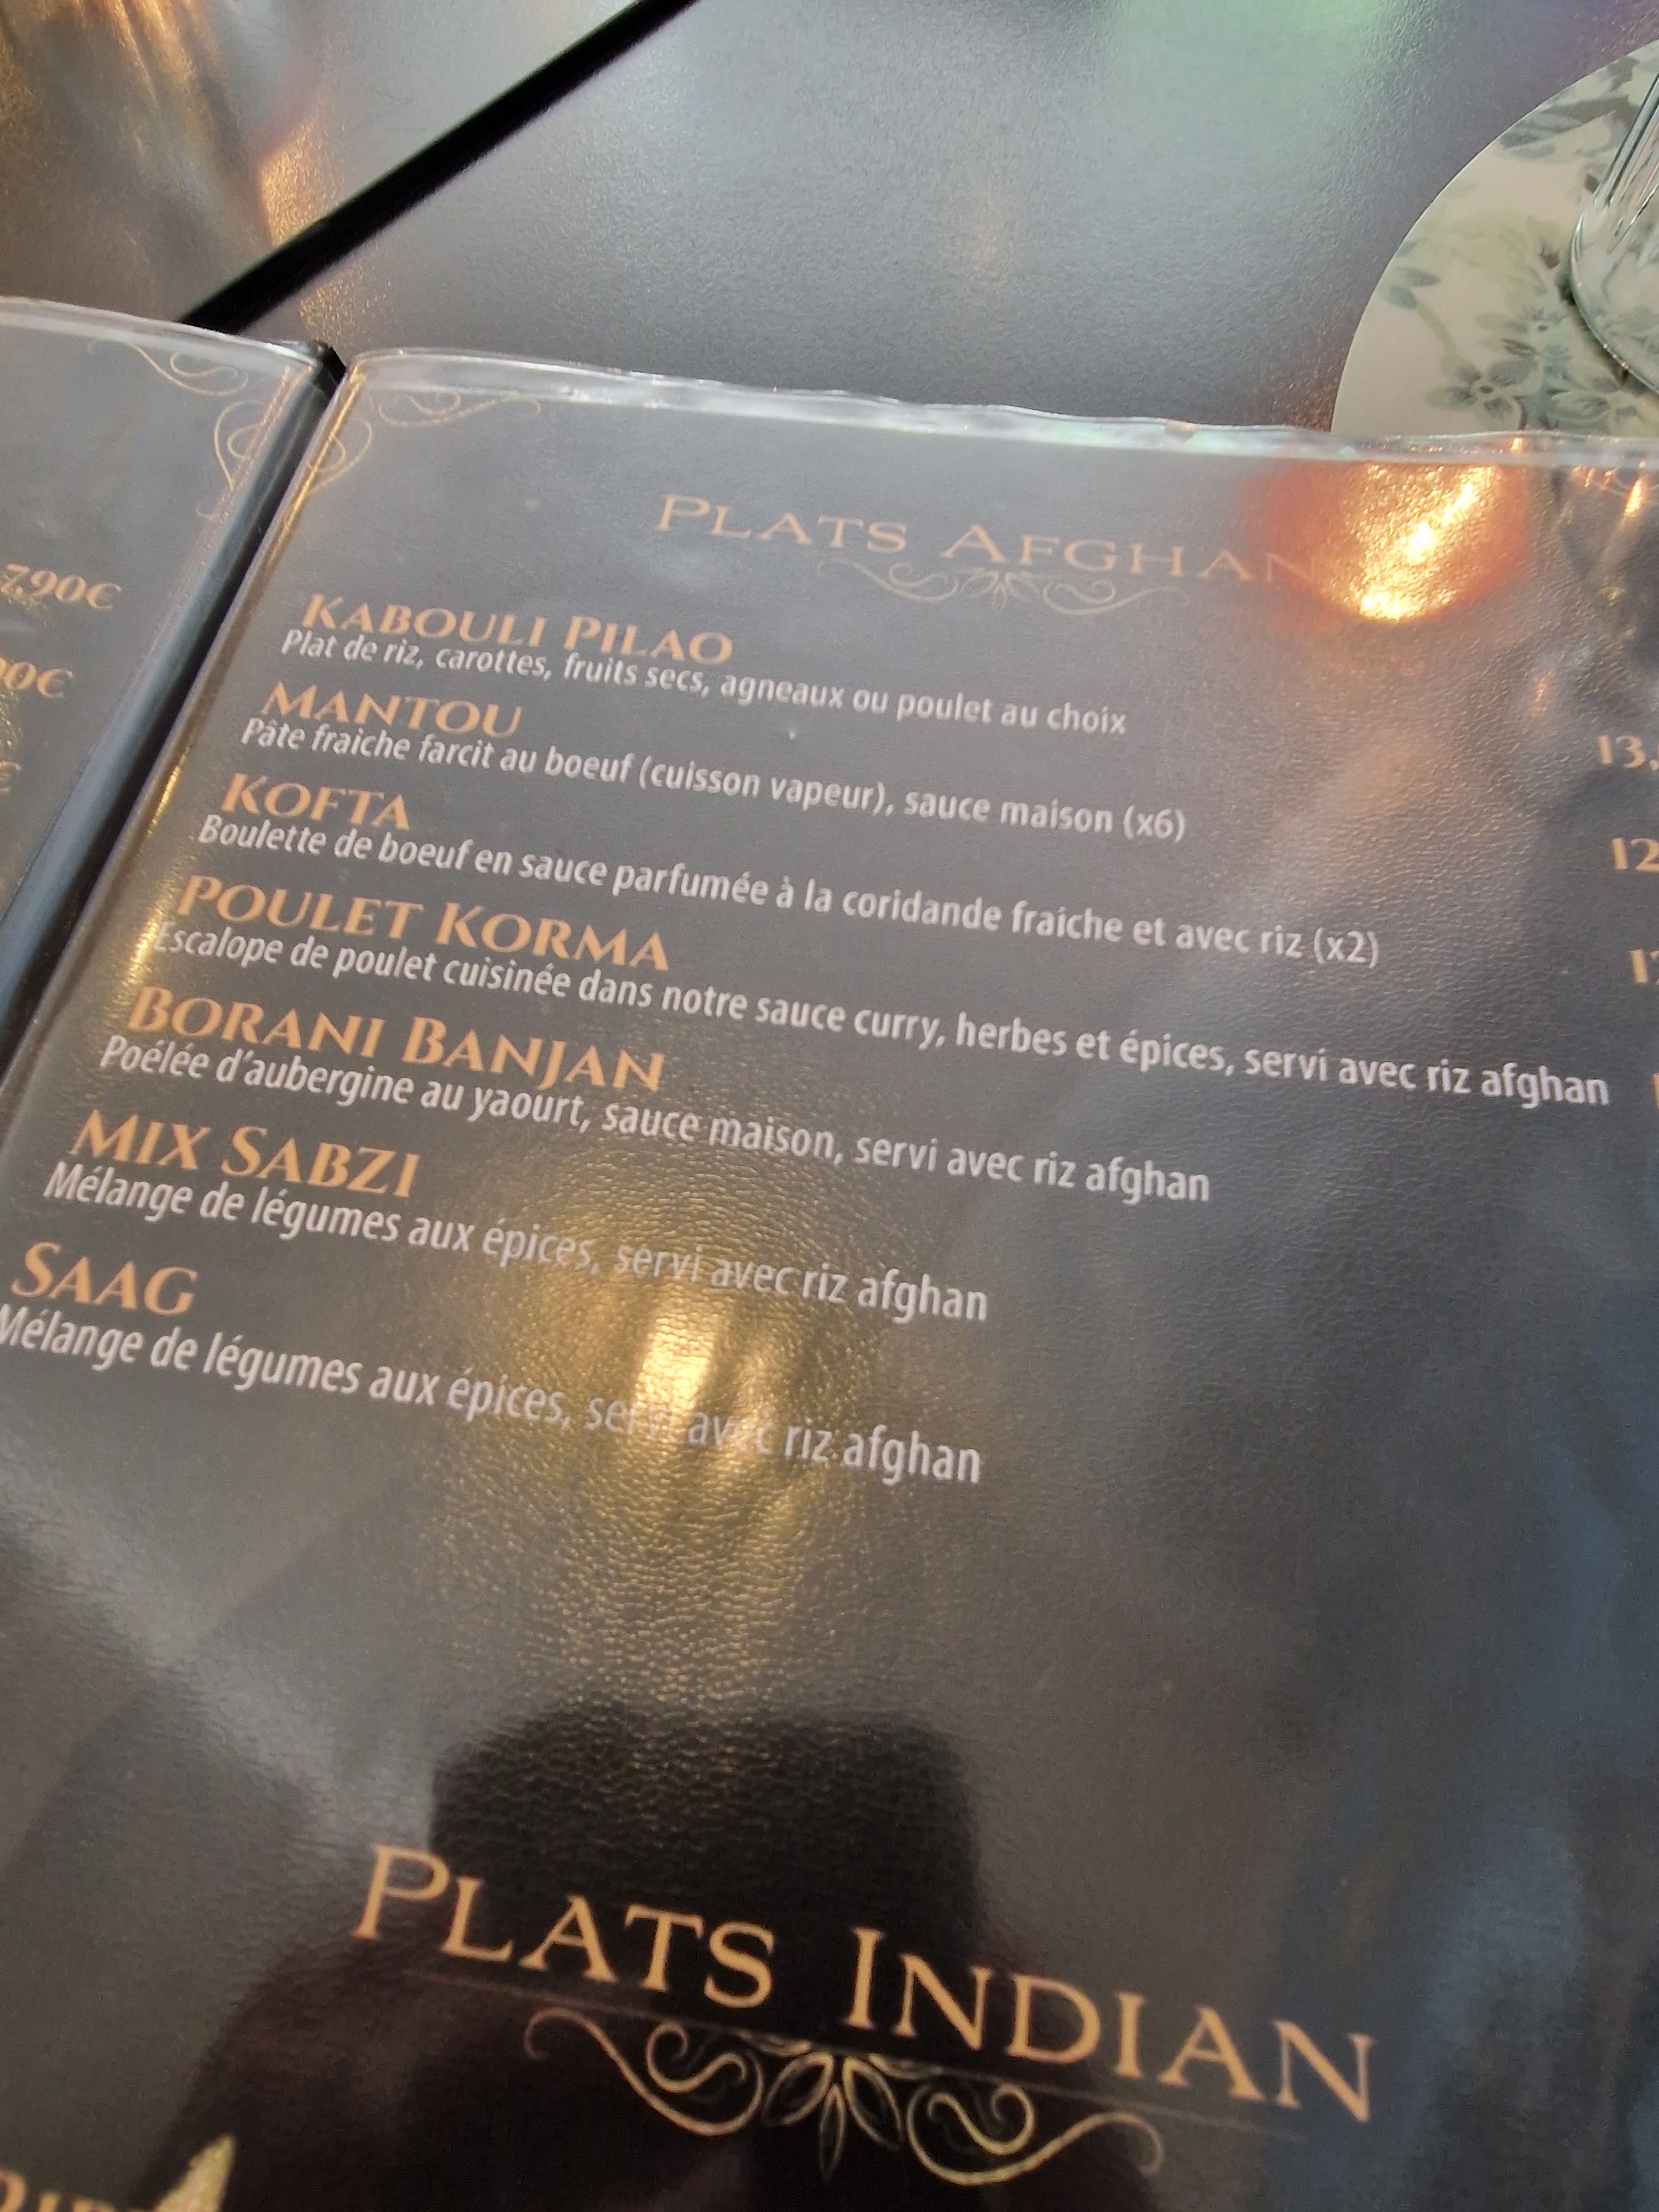 7.90€
PLATS AFGHAN
KABOULI PILAO
Plat de riz, carottes, fruits secs, agneaux ou poulet au choix
MANTOU
Pâte fraiche farcit au boeuf (cuisson vapeur), sauce maison (x6)
KOFTA
Boulette de boeuf en sauce parfumée à la coridande fraiche et avec riz (x2)
POULET KORMA
Escalope de poulet cuisinée dans notre sauce curry, herbes et épices, servi avec riz afghan
BORANI BANJAN
Poélée d'aubergine au yaourt, sauce maison, servi avec riz afghan
MIX SABZI
Mélange de légumes aux épices, servi avec riz afghan
SAAG
Mélange de légumes aux épices, servi avec riz afghan
PLATS INDIAN